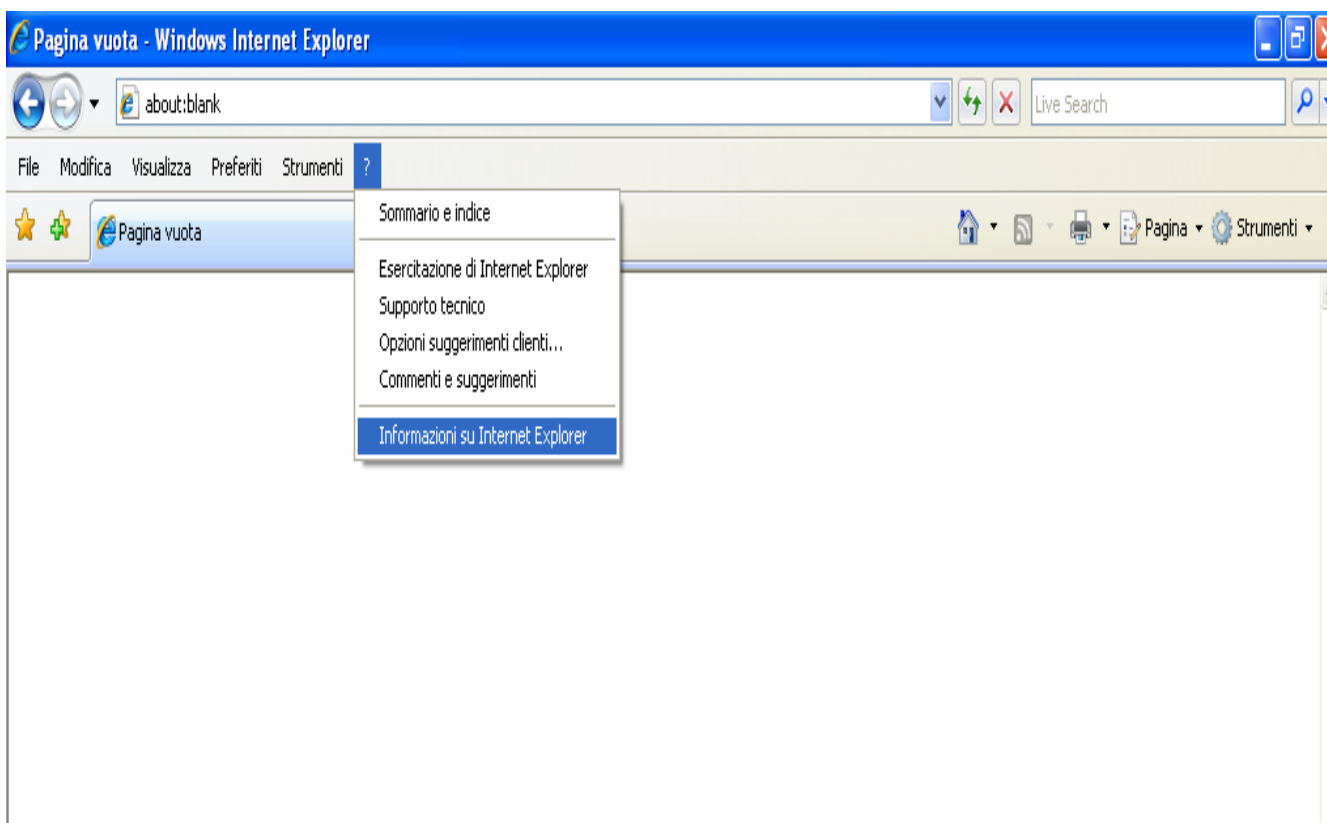 Pagina vuota - Windows Internet Explorer
about:blank
Live Search
File Modifica Visualizza Preferiti Strumenti ?
Pagina vuota
Pagina Strumenti
Sommario e indice
Esercitazione di Internet Explorer
Supporto tecnico
Opzioni suggerimenti clienti...
Commenti e suggerimenti
Informazioni su Internet Explorer